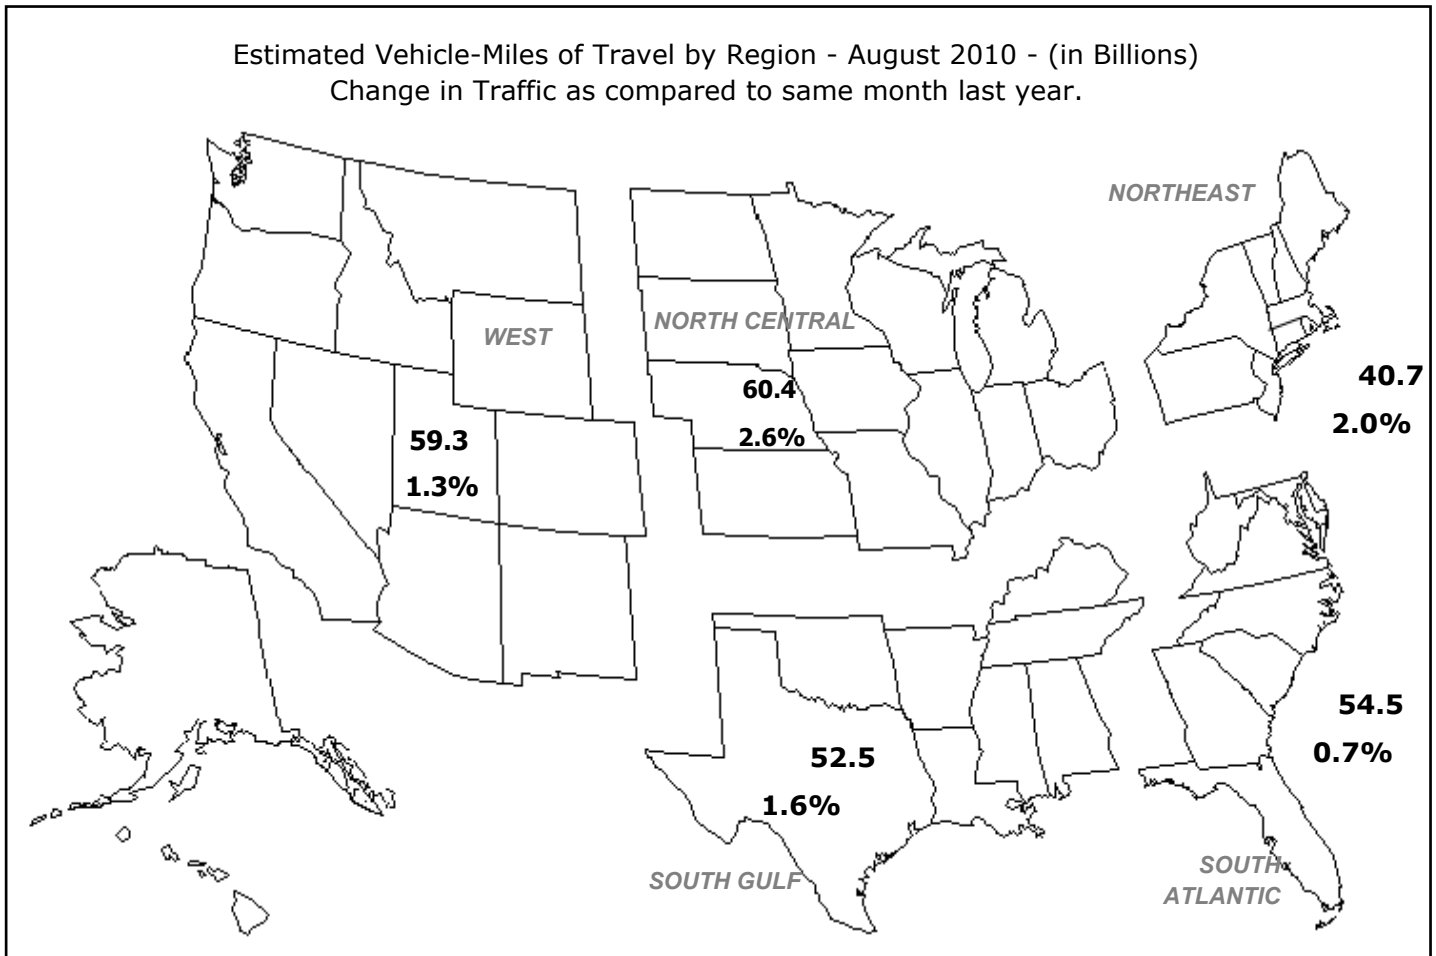 Estimated Vehicle-Miles of Travel by Region - August 2010 - (in Billions)
Change in Traffic as compared to same month last year.
NORTHEAST
WEST
NORTH CENTRAL
40.7
2.0%
60.4
2.6%
59.3
1.3%
54.5
0.7%
52.5
1.6%
SOUTH GULF
SOUTH
ATLANTIC